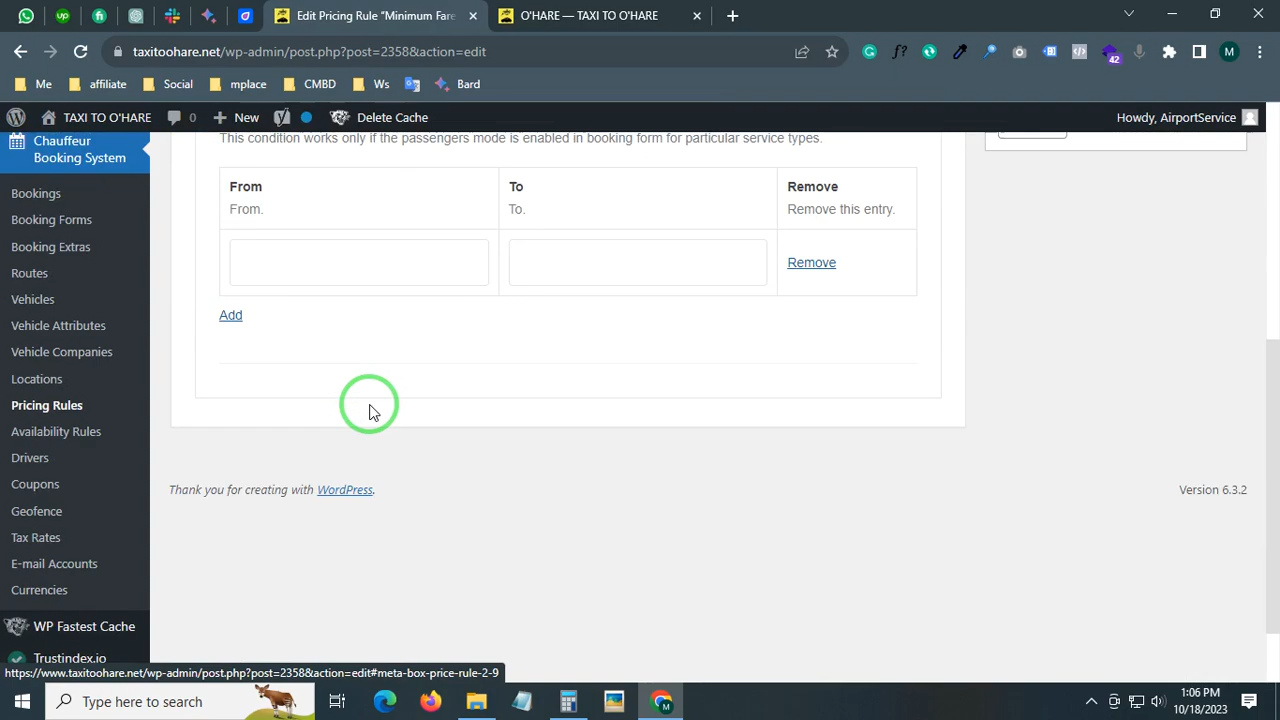 Edit Pricing Rule “Minimum Fare
O'HARE — TAXI TO O'HARE
taxitoohare.net/wp-admin/post.php?post=2358&action=edit
f?
42
M
Me
affiliate
Social
mplace
CMBD
Ws
Bard
TAXI TO O'HARE
0
New
Delete Cache
Howdy, AirportService
Chauffeur
Booking System
Bookings
Booking Forms
Booking Extras
Routes
Vehicles
Vehicle Attributes
Vehicle Companies
Locations
Pricing Rules
Availability Rules
Drivers
Coupons
Geofence
Tax Rates
E-mail Accounts
Currencies
WP Fastest Cache
Trustindex.io
This condition works only if the passengers mode is enabled in booking form for particular service types.
From
From.
To
To.
Remove
Remove this entry.
Remove
Add
Thank you for creating with WordPress.
Version 6.3.2
https://www.taxitoohare.net/wp-admin/post.php?post=2358&action=edit#meta-box-price-rule-2-9
Type here to search
1:06 PM
10/18/2023